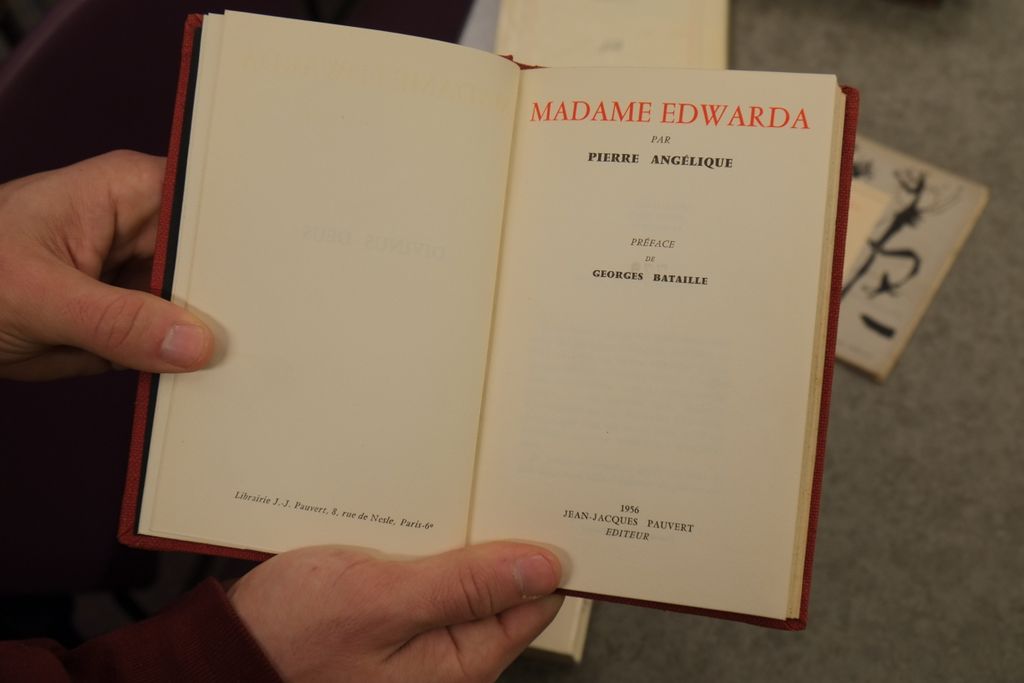 Librairie J.-J. Pauvert, 8, rue de Nesle, Paris-6e
MADAME EDWARDA
PAR
PIERRE ANGÉLIQUE
PRÉFACE
DE
GEORGES BATAILLE
1956
JEAN-JACQUES PAUVERT
EDITEUR